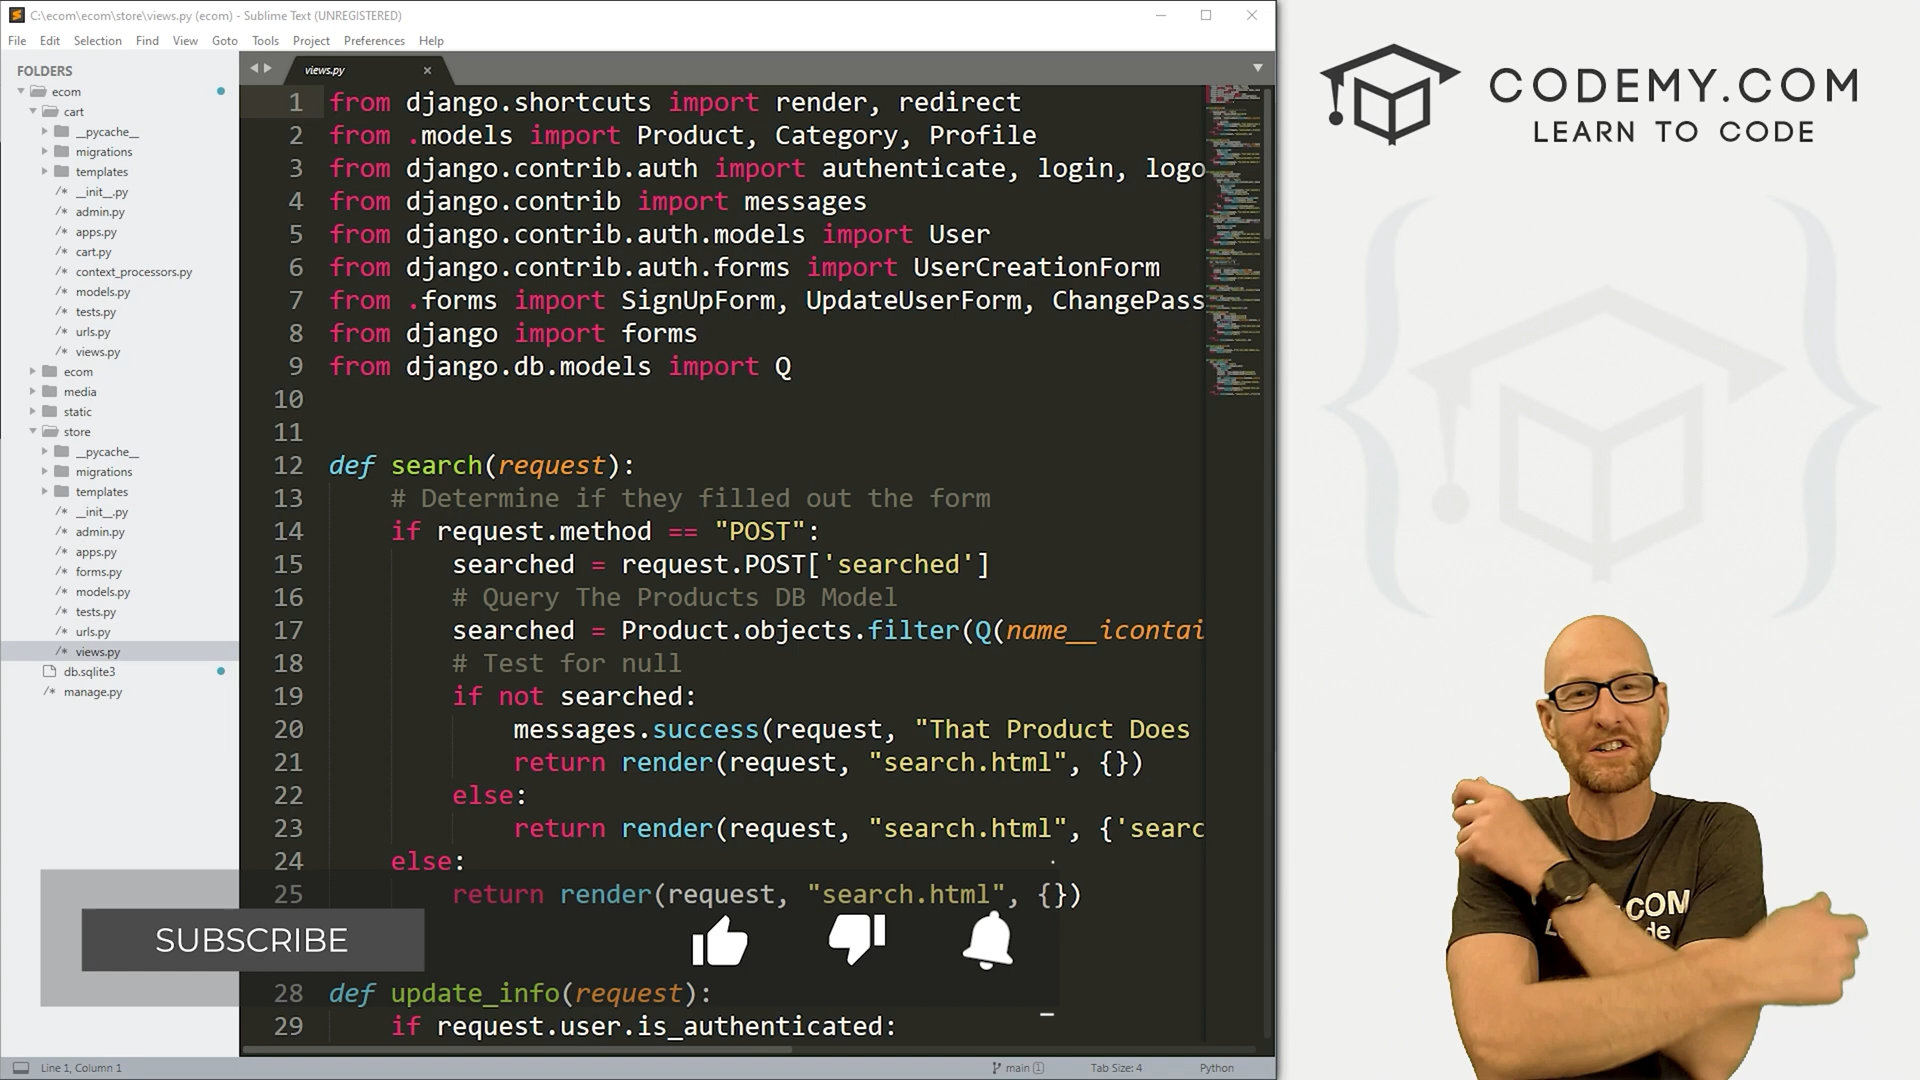 C:\ecom\ecom\store\views.py (ecom) - Sublime Text (UNREGISTERED)
File Edit Selection Find View Goto Tools Project Preferences Help
FOLDERS
ecom
cart
__pycache__
migrations
templates
/* __init__.py
/* admin.py
/* apps.py
/* cart.py
/* context_processors.py
/* models.py
/* tests.py
/* urls.py
/* views.py
ecom
media
static
store
__pycache__
migrations
templates
/* __init__.py
/* admin.py
/* apps.py
/* forms.py
/* models.py
/* tests.py
/* urls.py
/* views.py
db.sqlite3
/* manage.py
views.py
1 from django.shortcuts import render, redirect
2 from .models import Product, Category, Profile
3 from django.contrib.auth import authenticate, login, logo
4 from django.contrib import messages
5 from django.contrib.auth.models import User
6 from django.contrib.auth.forms import UserCreationForm
7 from .forms import SignUpForm, UpdateUserForm, ChangePass
8 from django import forms
9 from django.db.models import Q
10
11
12 def search(request):
13 # Determine if they filled out the form
14 if request.method == "POST":
15 searched = request.POST['searched']
16 # Query The Products DB Model
17 searched = Product.objects.filter(Q(name__icontai
18 # Test for null
19 if not searched:
20 messages.success(request, "That Product Does
21 return render(request, "search.html", {})
22 else:
23 return render(request, "search.html", {'searc
24 else:
25 return render(request, "search.html", {})
28 def update_info(request):
29 if request.user.is_authenticated:
SUBSCRIBE
Line 1, Column 1
main 1
Tab Size: 4
Python
CODEMY.COM
LEARN TO CODE
.COM
de